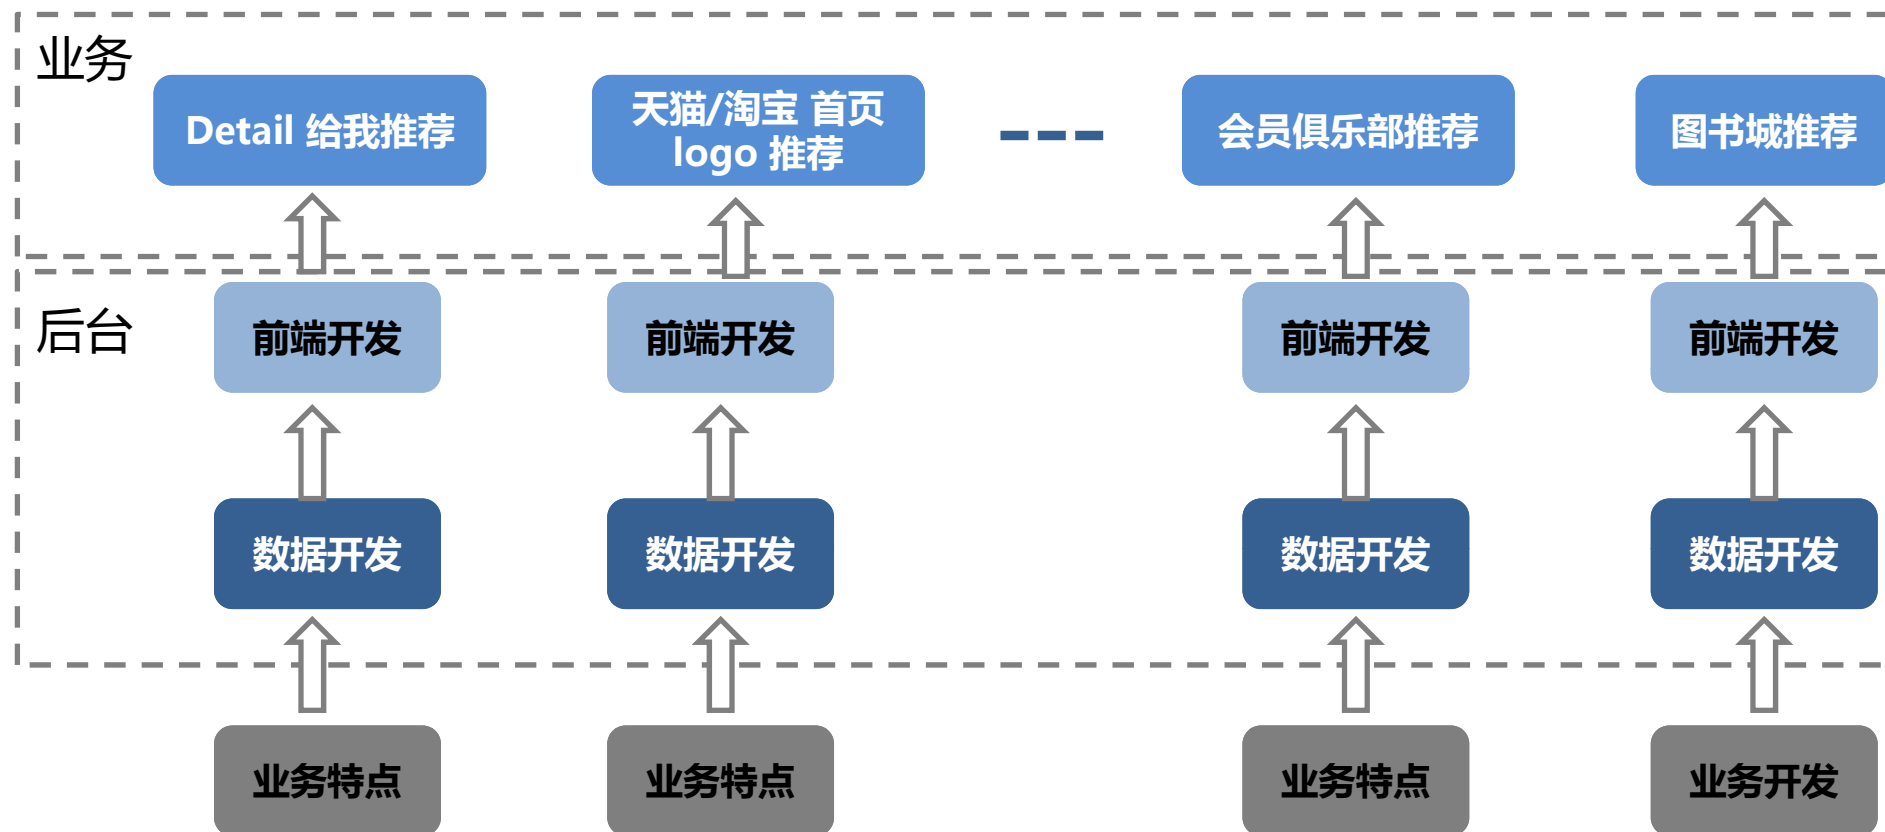 业务
Detail 给我推荐
天猫/淘宝 首页
logo 推荐
会员俱乐部推荐
图书城推荐
后台
前端开发
前端开发
前端开发
前端开发
数据开发
数据开发
数据开发
数据开发
业务特点
业务特点
业务特点
业务开发